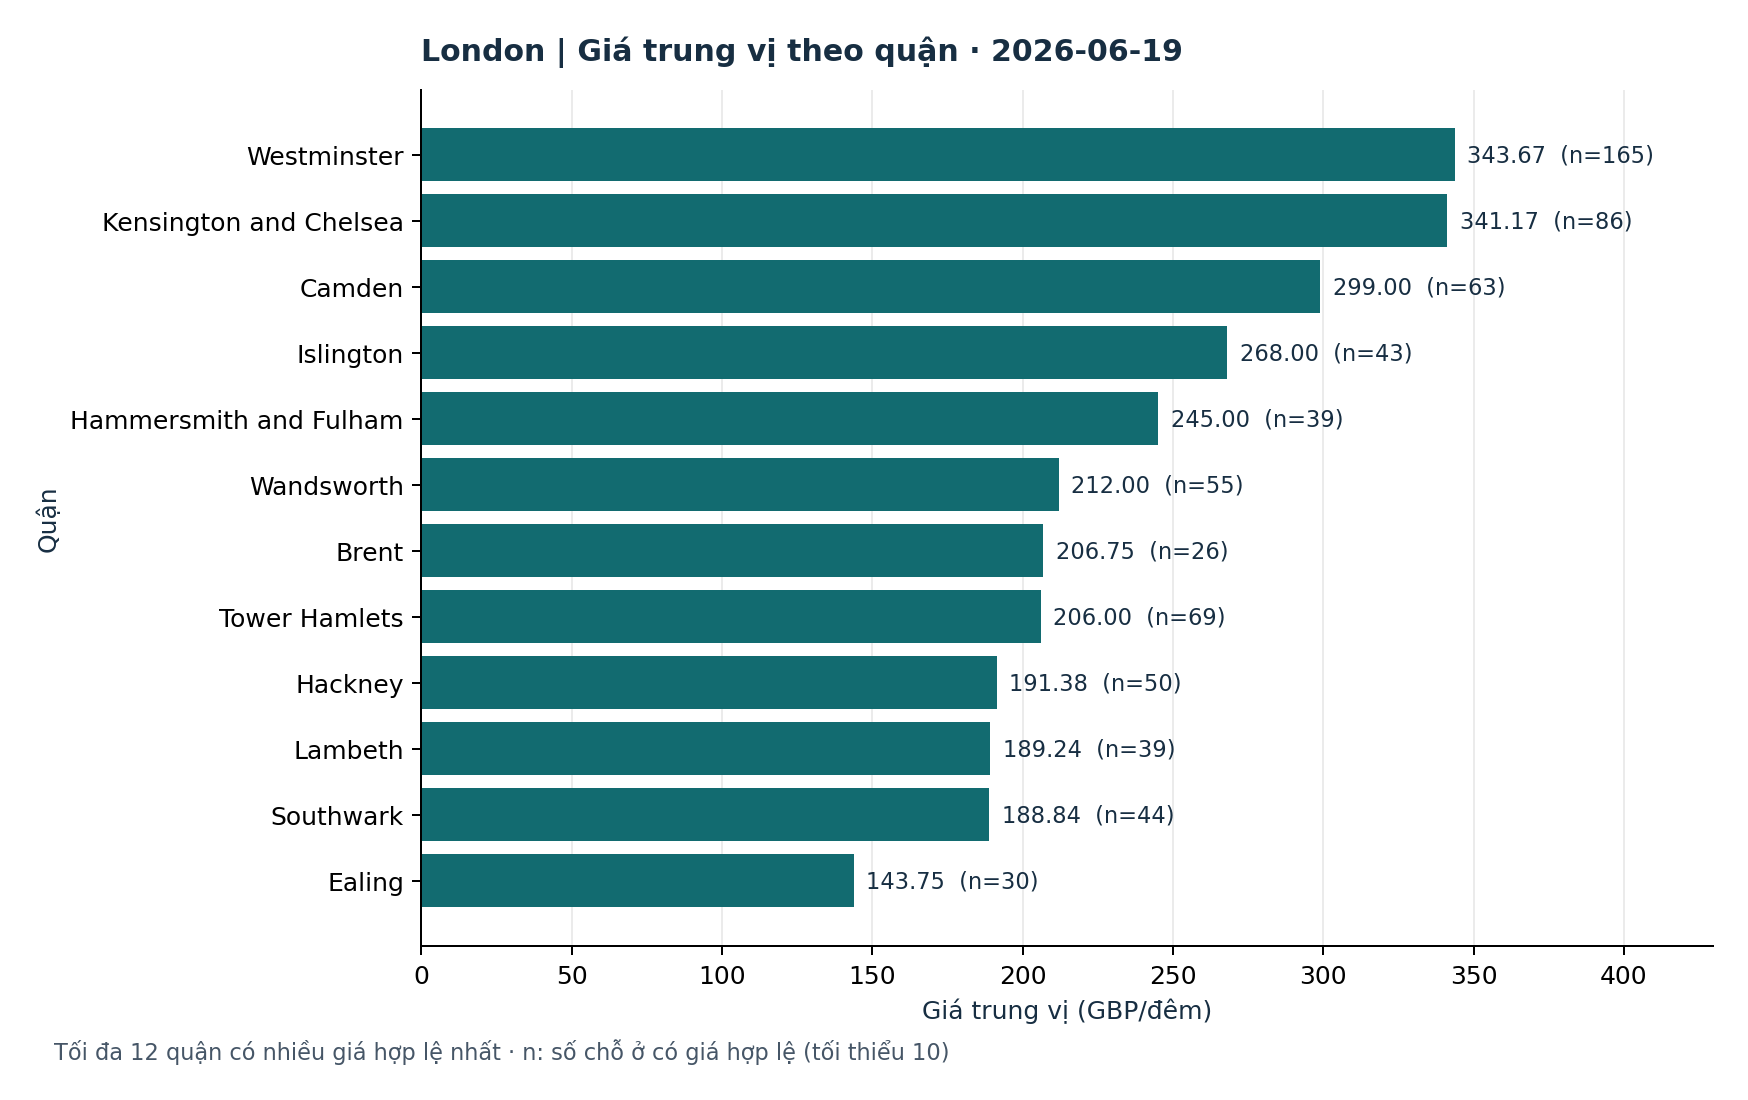 London | Giá trung vị theo quận · 2026-06-19
Westminster 343.67 (n=165)
Kensington and Chelsea 341.17 (n=86)
Camden 299.00 (n=63)
Islington 268.00 (n=43)
Hammersmith and Fulham 245.00 (n=39)
Wandsworth 212.00 (n=55)
Brent 206.75 (n=26)
Tower Hamlets 206.00 (n=69)
Hackney 191.38 (n=50)
Lambeth 189.24 (n=39)
Southwark 188.84 (n=44)
Ealing 143.75 (n=30)
Quận
0 50 100 150 200 250 300 350 400
Giá trung vị (GBP/đêm)
Tối đa 12 quận có nhiều giá hợp lệ nhất · n: số chỗ ở có giá hợp lệ (tối thiểu 10)